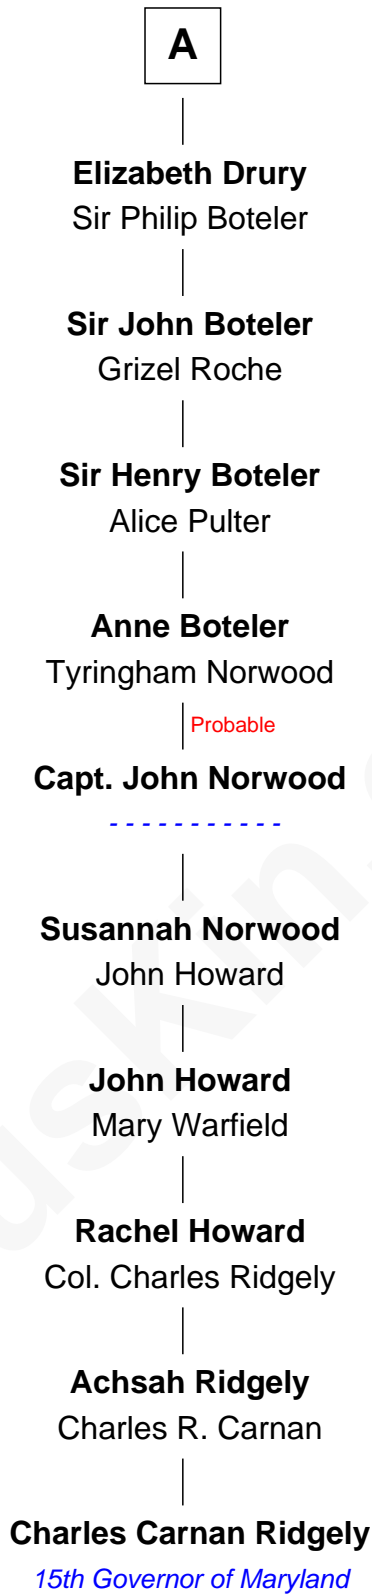 A
Elizabeth Drury
Sir Philip Boteler
Sir John Boteler
Grizel Roche
Sir Henry Boteler
Alice Pulter
Anne Boteler
Tyringham Norwood
Probable
Capt. John Norwood
- - - - - - - - - - -
Susannah Norwood
John Howard
John Howard
Mary Warfield
Rachel Howard
Col. Charles Ridgely
Achsah Ridgely
Charles R. Carnan
Charles Carnan Ridgely
15th Governor of Maryland